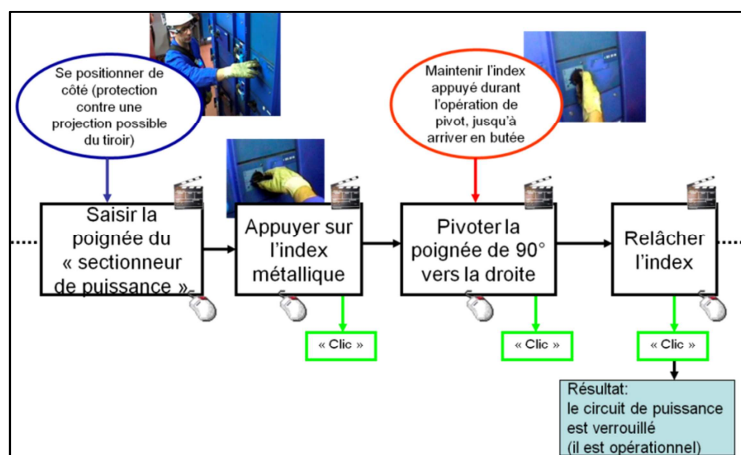 Se positionner de
côté (protection
contre une
projection possible
du tiroir)
Maintenir l’index
appuyé durant
l’opération de
pivot, jusqu’à
arriver en butée
Saisir la
poignée du
« sectionneur
de puissance »
Appuyer sur
l’index
métallique
Pivoter la
poignée de 90°
vers la droite
Relâcher
l’index
« Clic »
« Clic »
« Clic »
Résultat:
le circuit de puissance
est verrouillé
(il est opérationnel)